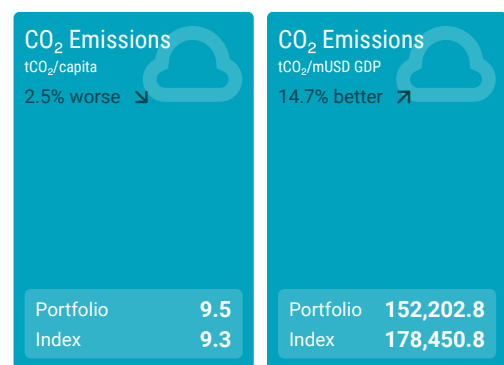 CO₂ Emissions
tCO₂/capita
2.5% worse
Portfolio 9.5
Index 9.3
CO₂ Emissions
tCO₂/mUSD GDP
14.7% better
Portfolio 152,202.8
Index 178,450.8